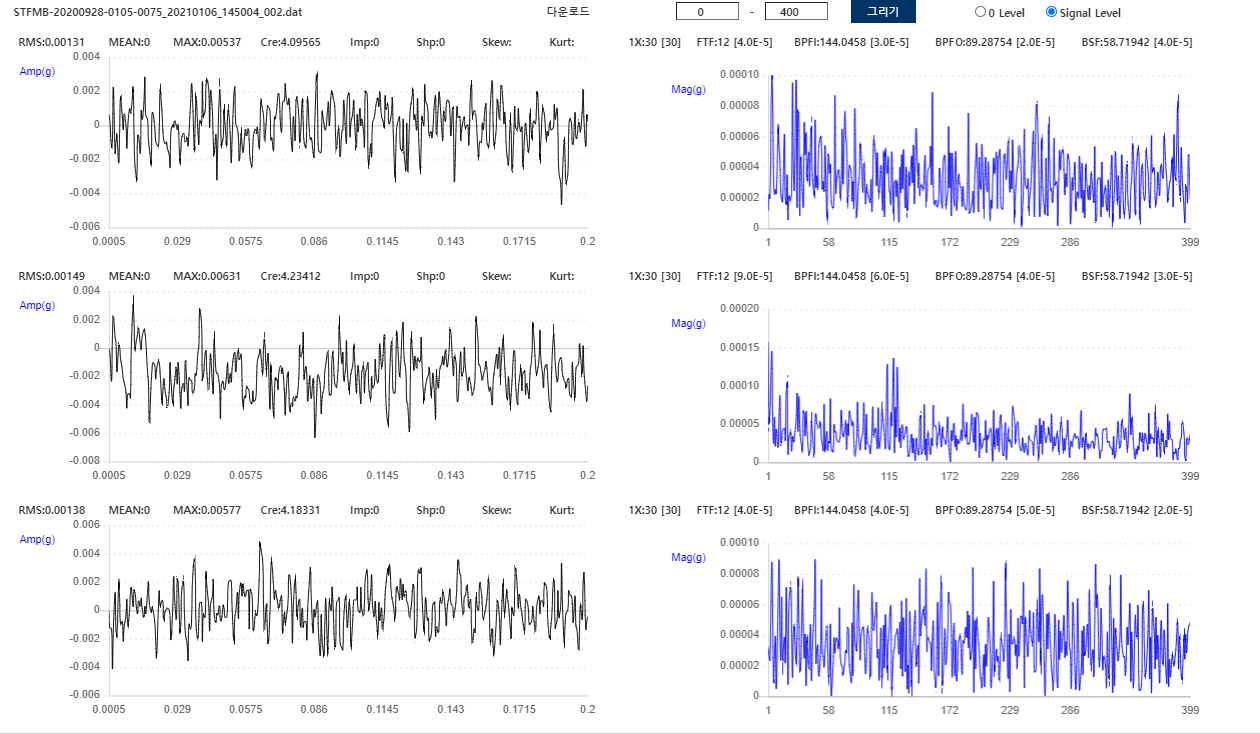 STFMB-20200928-0105-0075_20210106_145004_002.dat 다운로드 0 - 400 그리기 0 Level Signal Level
RMS:0.00131 MEAN:0 MAX:0.00537 Cre:4.09565 Imp:0 Shp:0 Skew: Kurt:
Amp(g)
0.004
0.002
0
-0.002
-0.004
-0.006
0.0005 0.029 0.0575 0.086 0.1145 0.143 0.1715 0.2
1X:30 [30] FTF:12 [4.0E-5] BPFI:144.0458 [3.0E-5] BPFO:89.28754 [2.0E-5] BSF:58.71942 [4.0E-5]
Mag(g)
0.00010
0.00008
0.00006
0.00004
0.00002
0
1 58 115 172 229 286 399
RMS:0.00149 MEAN:0 MAX:0.00631 Cre:4.23412 Imp:0 Shp:0 Skew: Kurt:
Amp(g)
0.004
0.002
0
-0.002
-0.004
-0.006
-0.008
0.0005 0.029 0.0575 0.086 0.1145 0.143 0.1715 0.2
1X:30 [30] FTF:12 [9.0E-5] BPFI:144.0458 [6.0E-5] BPFO:89.28754 [4.0E-5] BSF:58.71942 [3.0E-5]
Mag(g)
0.00020
0.00015
0.00010
0.00005
0
1 58 115 172 229 286 399
RMS:0.00138 MEAN:0 MAX:0.00577 Cre:4.18331 Imp:0 Shp:0 Skew: Kurt:
Amp(g)
0.006
0.004
0.002
0
-0.002
-0.004
-0.006
0.0005 0.029 0.0575 0.086 0.1145 0.143 0.1715 0.2
1X:30 [30] FTF:12 [4.0E-5] BPFI:144.0458 [4.0E-5] BPFO:89.28754 [5.0E-5] BSF:58.71942 [2.0E-5]
Mag(g)
0.00010
0.00008
0.00006
0.00004
0.00002
0
1 58 115 172 229 286 399